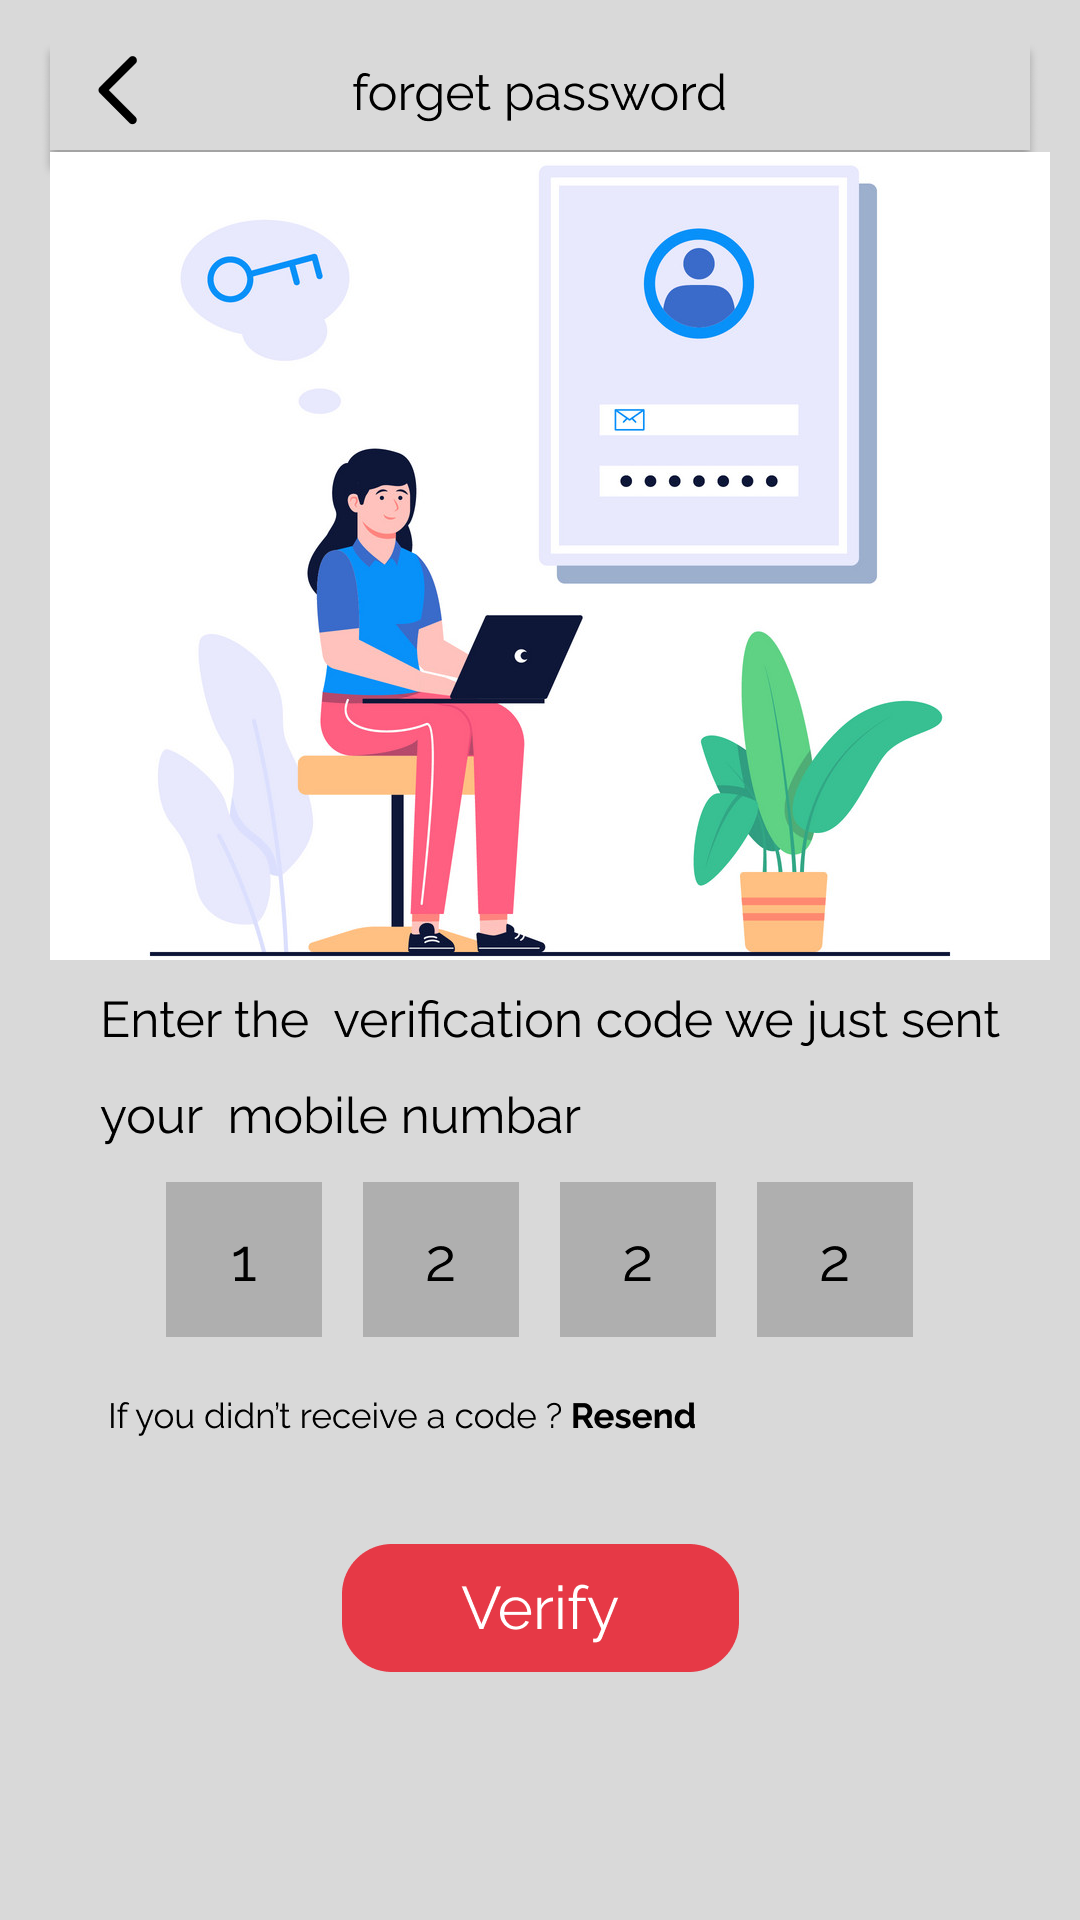 forget password
Enter the verification code we just sent
your mobile numbar
1 2 2 2
If you didn't receive a code ? Resend
Verify